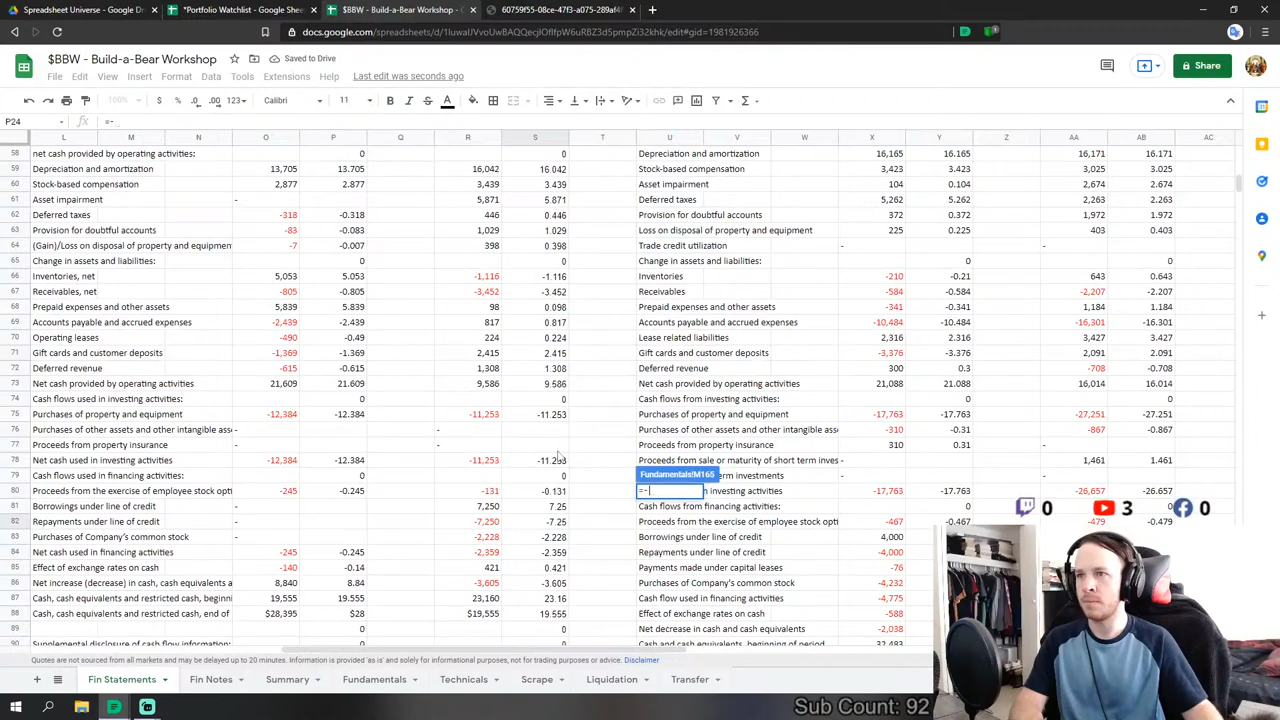 Spreadsheet Universe - Google Dr
*Portfolio Watchlist - Google Sheet
$BBW - Build-a-Bear Workshop
60759f55-08ce-47f3-a075-289af4
docs.google.com/spreadsheets/d/1luwaIJVvoUwBAQQecjIOflfpW6uRBZ3d5pmpZi32khk/edit#gid=1981926366
$BBW - Build-a-Bear Workshop
Saved to Drive
File Edit View Insert Format Data Tools Extensions Help Last edit was seconds ago
Share
100% $ % .0 .00 123 Calibri 11
P24 fx =-
L M N O P Q R S T U V W X Y Z AA AB AC
58 net cash provided by operating activities: 0 0 Depreciation and amortization 16,165 16.165 16,171 16.171
59 Depreciation and amortization 13,705 13.705 16,042 16.042 Stock-based compensation 3,423 3.423 3,025 3.025
60 Stock-based compensation 2,877 2.877 3,439 3.439 Asset impairment 104 0.104 2,674 2.674
61 Asset impairment - 5,871 5.871 Deferred taxes 5,262 5.262 2,263 2.263
62 Deferred taxes -318 -0.318 446 0.446 Provision for doubtful accounts 372 0.372 1,972 1.972
63 Provision for doubtful accounts -83 -0.083 1,029 1.029 Loss on disposal of property and equipment 225 0.225 403 0.403
64 (Gain)/Loss on disposal of property and equipment -7 -0.007 398 0.398 Trade credit utilization - -
65 Change in assets and liabilities: 0 0 Change in assets and liabilities: 0 0
66 Inventories, net 5,053 5.053 -1,116 -1.116 Inventories -210 -0.21 643 0.643
67 Receivables, net -805 -0.805 -3,452 -3.452 Receivables -584 -0.584 -2,207 -2.207
68 Prepaid expenses and other assets 5,839 5.839 98 0.098 Prepaid expenses and other assets -341 -0.341 1,184 1.184
69 Accounts payable and accrued expenses -2,439 -2.439 817 0.817 Accounts payable and accrued expenses -10,484 -10.484 -16,301 -16.301
70 Operating leases -490 -0.49 224 0.224 Lease related liabilities 2,316 2.316 3,427 3.427
71 Gift cards and customer deposits -1,369 -1.369 2,415 2.415 Gift cards and customer deposits -3,376 -3.376 2,091 2.091
72 Deferred revenue -615 -0.615 1,308 1.308 Deferred revenue 300 0.3 -708 -0.708
73 Net cash provided by operating activities 21,609 21.609 9,586 9.586 Net cash provided by operating activities 21,088 21.088 16,014 16.014
74 Cash flows used in investing activities: 0 0 Cash flows from investing activities: 0 0
75 Purchases of property and equipment -12,384 -12.384 -11,253 -11.253 Purchases of property and equipment -17,763 -17.763 -27,251 -27.251
76 Purchases of other assets and other intangible ass - - Purchases of other assets and other intangible ass -310 -0.31 -867 -0.867
77 Proceeds from property insurance - - Proceeds from property insurance 310 0.31 -
78 Net cash used in investing activities -12,384 -12.384 -11,253 -11.253 Proceeds from sale or maturity of short term inves - 1,461 1.461
79 Cash flows used in financing activities: 0 0 Fundamentals!M165 rm investments - -
80 Proceeds from the exercise of employee stock opti -245 -0.245 -131 -0.131 =- n investing activities -17,763 -17.763 -26,657 -26.657
81 Borrowings under line of credit - 7,250 7.25 Cash flows from financing activities: 0 0
82 Repayments under line of credit - -7,250 -7.25 Proceeds from the exercise of employee stock opti -467 -0.467 -479 -0.479
83 Purchases of Company's common stock - -2,228 -2.228 Borrowings under line of credit 4,000
84 Net cash used in financing activities -245 -0.245 -2,359 -2.359 Repayments under line of credit -4,000
85 Effect of exchange rates on cash -140 -0.14 421 0.421 Payments made under capital leases -76
86 Net increase (decrease) in cash, cash equivalents a 8,840 8.84 -3,605 -3.605 Purchases of Company's common stock -4,232
87 Cash, cash equivalents and restricted cash, beginni 19,555 19.555 23,160 23.16 Cash flow used in financing activities -4,775
88 Cash, cash equivalents and restricted cash, end of $28,395 $28 $19,555 19.555 Effect of exchange rates on cash -588
89 0 0 Net decrease in cash and cash equivalents -2,038
90 Supplemental disclosure of cash flow information: 0 0 Cash and cash equivalents, beginning of period 32,483
0 3 0
Quotes are not sourced from all markets and may be delayed up to 20 minutes. Information is provided 'as is' and solely for informational purposes, not for trading purposes or advice. Disclaimer
Fin Statements Fin Notes Summary Fundamentals Technicals Scrape Liquidation Transfer
Sub Count: 92